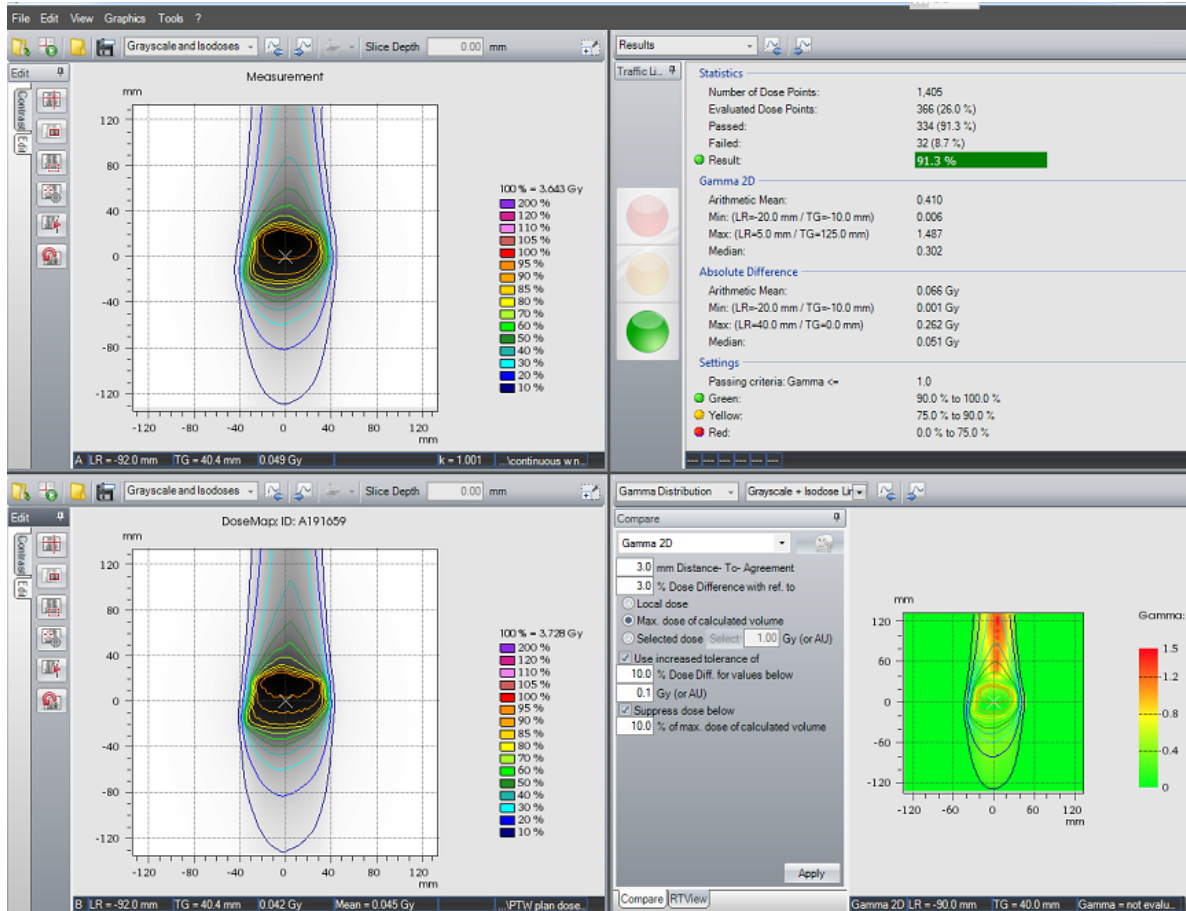 File Edit View Graphics Tools ?
Grayscale and Isodoses Slice Depth 0.00 mm
Edit
Contrast Edit
Measurement
mm
120
80
40
0
-40
-80
-120
-120 -80 -40 0 40 80 120
mm
100 % = 3.643 Gy
200 %
120 %
110 %
105 %
100 %
95 %
90 %
85 %
80 %
70 %
60 %
50 %
40 %
30 %
20 %
10 %
A LR = -92.0 mm TG = 40.4 mm 0.049 Gy k = 1.001 ...\continuous w n...
Results
Traffic Li...
Statistics
Number of Dose Points: 1,405
Evaluated Dose Points: 366 (26.0 %)
Passed: 334 (91.3 %)
Failed: 32 (8.7 %)
Result: 91.3 %
Gamma 2D
Arithmetic Mean: 0.410
Min: (LR=-20.0 mm / TG=-10.0 mm) 0.006
Max: (LR=5.0 mm / TG=125.0 mm) 1.487
Median: 0.302
Absolute Difference
Arithmetic Mean: 0.066 Gy
Min: (LR=-20.0 mm / TG=-10.0 mm) 0.001 Gy
Max: (LR=40.0 mm / TG=0.0 mm) 0.262 Gy
Median: 0.051 Gy
Settings
Passing criteria: Gamma <= 1.0
Green: 90.0 % to 100.0 %
Yellow: 75.0 % to 90.0 %
Red: 0.0 % to 75.0 %
--- --- --- --- --- ---
Grayscale and Isodoses Slice Depth 0.00 mm
Edit
Contrast Edit
DoseMap; ID: A191659
mm
120
80
40
0
-40
-80
-120
-120 -80 -40 0 40 80 120
mm
100 % = 3.728 Gy
200 %
120 %
110 %
105 %
100 %
95 %
90 %
85 %
80 %
70 %
60 %
50 %
40 %
30 %
20 %
10 %
B LR = -92.0 mm TG = 40.4 mm 0.042 Gy Mean = 0.045 Gy ...\PTW plan dose...
Gamma Distribution Grayscale + Isodose Lir
Compare
Gamma 2D
3.0 mm Distance- To- Agreement
3.0 % Dose Difference with ref. to
Local dose
Max. dose of calculated volume
Selected dose Select 1.00 Gy (or AU)
Use increased tolerance of
10.0 % Dose Diff. for values below
0.1 Gy (or AU)
Suppress dose below
10.0 % of max. dose of calculated volume
Apply
Compare RTView
mm
120
60
0
-60
-120
-120 -60 0 60 120
mm
Gamma:
1.5
1.2
0.8
0.4
0
Gamma 2D LR = -90.0 mm TG = 40.0 mm Gamma = not evalu...